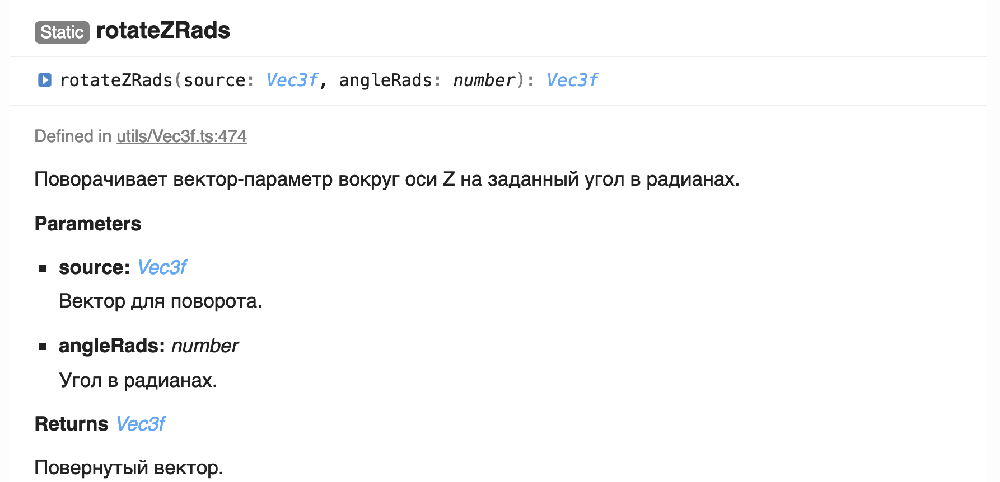 Static rotateZRads
rotateZRads(source: Vec3f, angleRads: number): Vec3f
Defined in utils/Vec3f.ts:474
Поворачивает вектор-параметр вокруг оси Z на заданный угол в радианах.
Parameters
source: Vec3f
Вектор для поворота.
angleRads: number
Угол в радианах.
Returns Vec3f
Повернутый вектор.